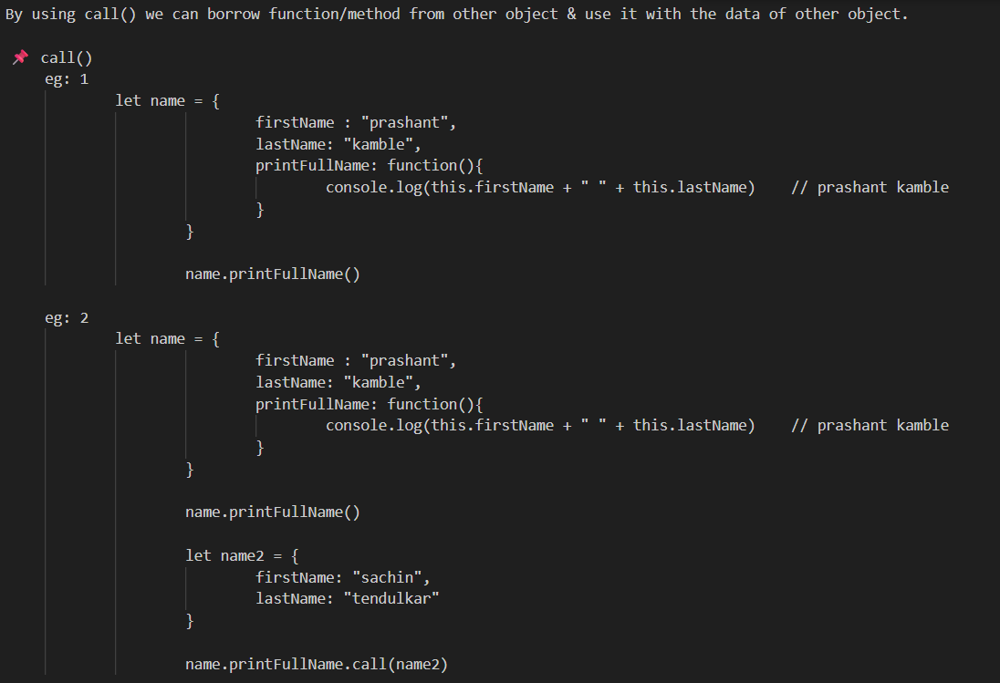 By using call() we can borrow function/method from other object & use it with the data of other object.
📌 call()
eg: 1
let name = {
firstName : "prashant",
lastName: "kamble",
printFullName: function(){
console.log(this.firstName + " " + this.lastName)    // prashant kamble
}
}
name.printFullName()
eg: 2
let name = {
firstName : "prashant",
lastName: "kamble",
printFullName: function(){
console.log(this.firstName + " " + this.lastName)    // prashant kamble
}
}
name.printFullName()
let name2 = {
firstName: "sachin",
lastName: "tendulkar"
}
name.printFullName.call(name2)